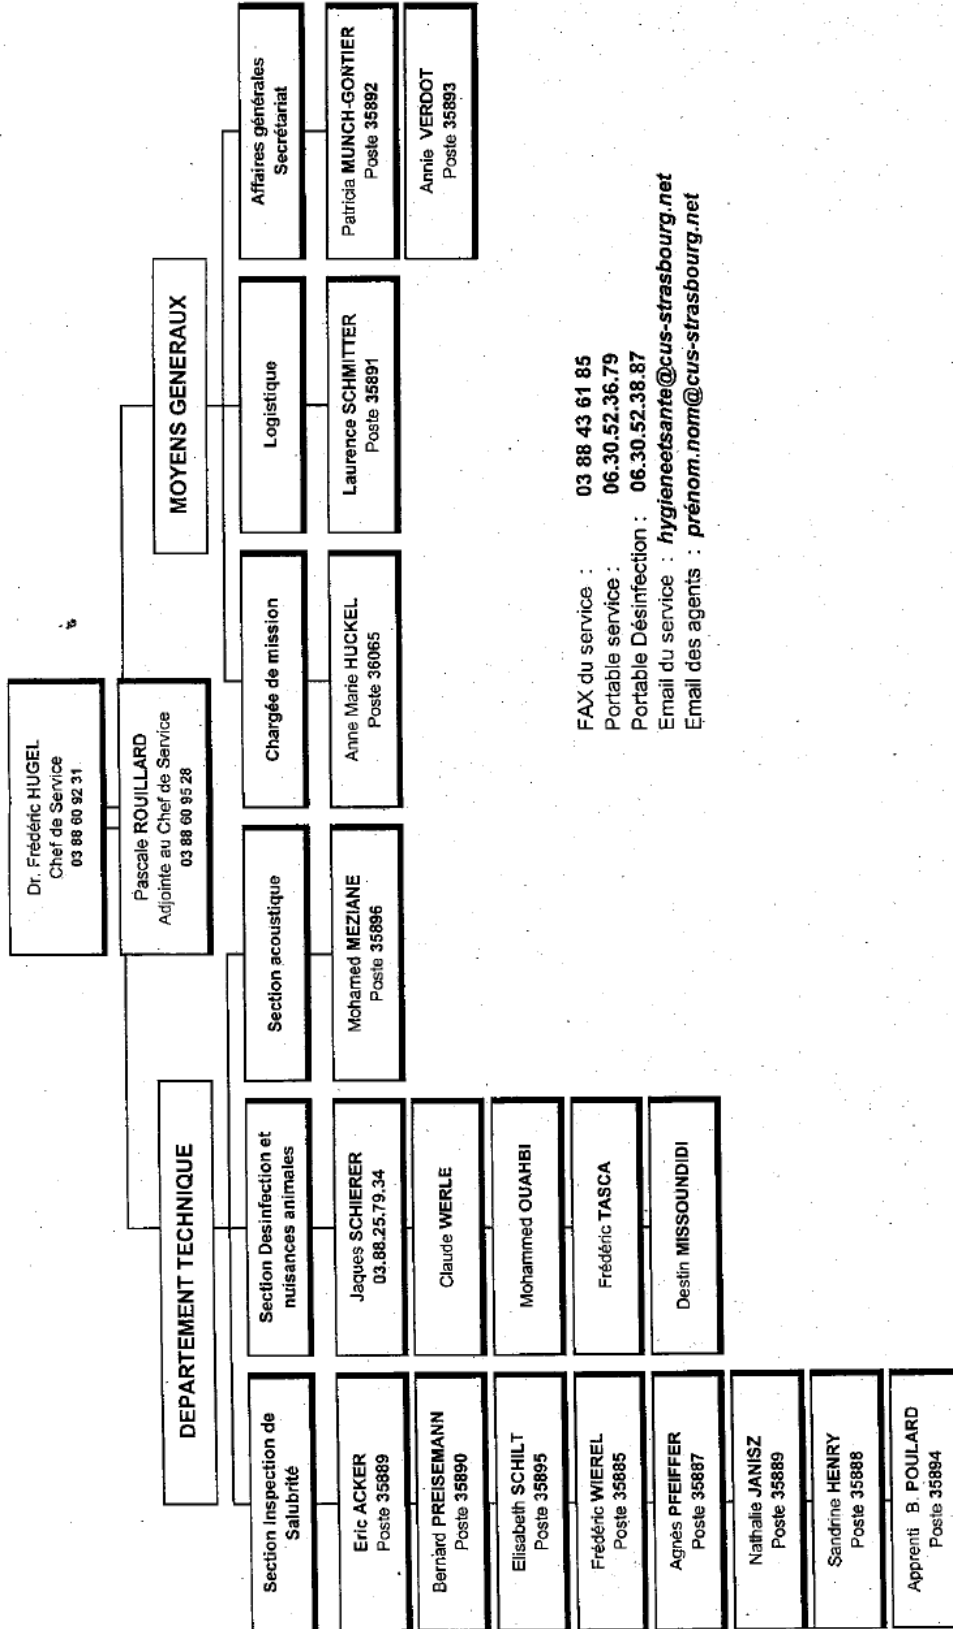 Dr. Frédéric HUGEL
Chef de Service
03 88 60 92 31
Pascale ROUILLARD
Adjointe au Chef de Service
03 88 60 95 28
DEPARTEMENT TECHNIQUE
MOYENS GENERAUX
Section Inspection de
Salubrité
Section Desinfection et
nuisances animales
Section acoustique
Chargée de mission
Logistique
Affaires générales
Secrétariat
Eric ACKER
Poste 35889
Bernard PREISEMANN
Poste 35890
Elisabeth SCHILT
Poste 35895
Frédéric WIEREL
Poste 35885
Agnès PFEIFFER
Poste 35887
Nathalie JANISZ
Poste 35889
Sandrine HENRY
Poste 35888
Apprenti B. POULARD
Poste 35894
Jaques SCHIERER
03.88.25.79.34
Claude WERLE
Mohammed OUAHBI
Frédéric TASCA
Destin MISSOUNDIDI
Mohamed MEZIANE
Poste 35896
Anne Marie HUCKEL
Poste 36065
Laurence SCHMITTER
Poste 35891
Patricia MUNCH-GONTIER
Poste 35892
Annie VERDOT
Poste 35893
FAX du service : 03 88 43 61 85
Portable service : 06.30.52.36.79
Portable Désinfection : 06.30.52.38.87
Email du service : hygieneetsante@cus-strasbourg.net
Email des agents : prénom.nom@cus-strasbourg.net